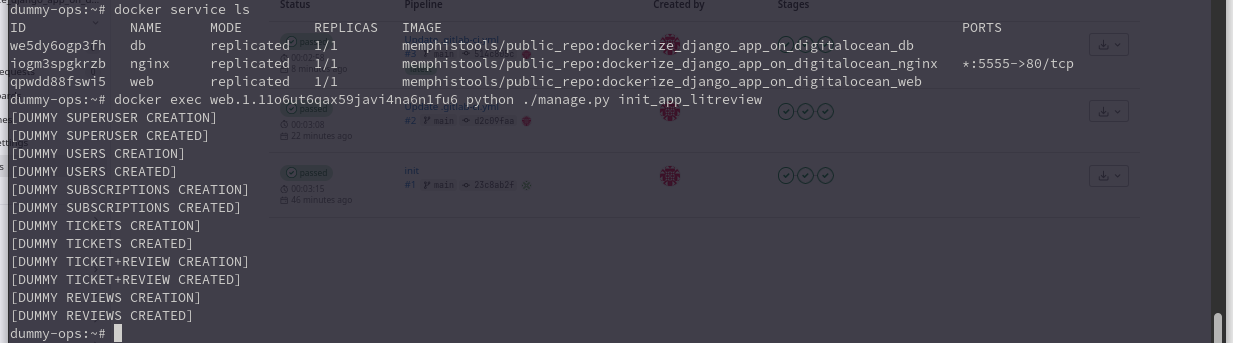 Status Pipeline Created by Stages
dummy-ops:~# docker service ls
ID NAME MODE REPLICAS IMAGE PORTS
we5dy6ogp3fh db replicated 1/1 memphistools/public_repo:dockerize_django_app_on_digitalocean_db
iogm3spgkrzb nginx replicated 1/1 memphistools/public_repo:dockerize_django_app_on_digitalocean_nginx *:5555->80/tcp
qpwdd88fswi5 web replicated 1/1 memphistools/public_repo:dockerize_django_app_on_digitalocean_web
dummy-ops:~# docker exec web.1.11o6ut6qax59javi4na6n1fu6 python ./manage.py init_app_litreview
[DUMMY SUPERUSER CREATION]
passed
#2 main d2c09faa
00:03:08
22 minutes ago
[DUMMY SUPERUSER CREATED]
[DUMMY USERS CREATION]
[DUMMY USERS CREATED]
passed init
#1 main 23c8ab2f
00:03:15
46 minutes ago
[DUMMY SUBSCRIPTIONS CREATION]
[DUMMY SUBSCRIPTIONS CREATED]
[DUMMY TICKETS CREATION]
[DUMMY TICKETS CREATED]
[DUMMY TICKET+REVIEW CREATION]
[DUMMY TICKET+REVIEW CREATED]
[DUMMY REVIEWS CREATION]
[DUMMY REVIEWS CREATED]
dummy-ops:~#